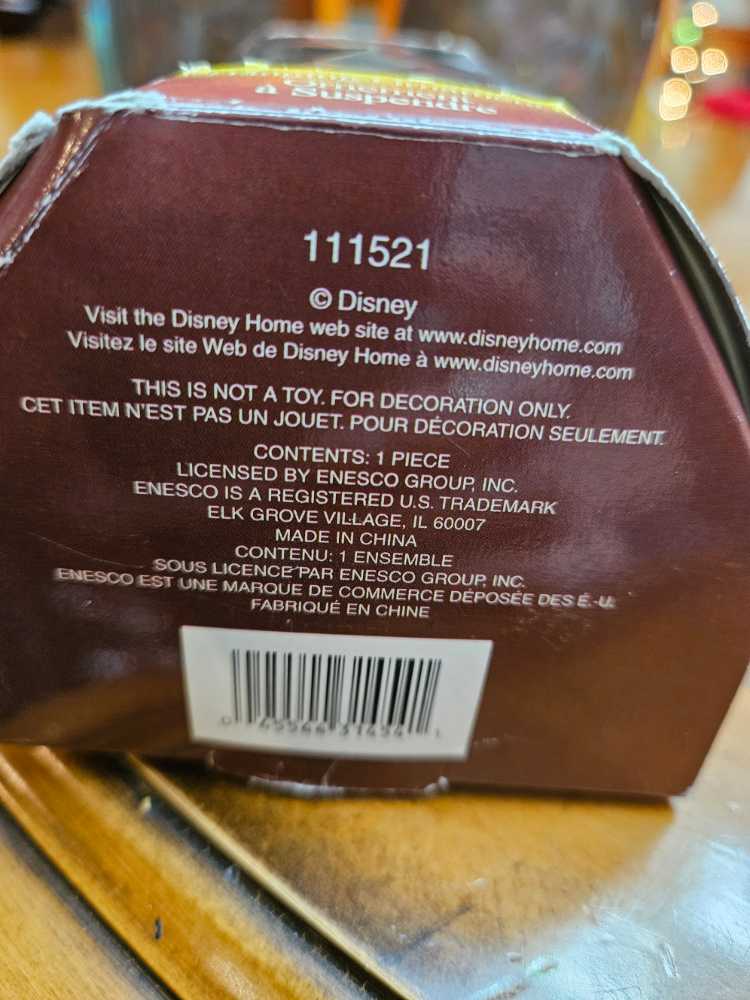 à Suspendre
111521
© Disney
Visit the Disney Home web site at www.disneyhome.com
Visitez le site Web de Disney Home à www.disneyhome.com
THIS IS NOT A TOY. FOR DECORATION ONLY.
CET ITEM N'EST PAS UN JOUET. POUR DÉCORATION SEULEMENT.
CONTENTS: 1 PIECE
LICENSED BY ENESCO GROUP, INC.
ENESCO IS A REGISTERED U.S. TRADEMARK
ELK GROVE VILLAGE, IL 60007
MADE IN CHINA
CONTENU: 1 ENSEMBLE
SOUS LICENCE PAR ENESCO GROUP, INC.
ENESCO EST UNE MARQUE DE COMMERCE DÉPOSÉE DES É.-U.
FABRIQUÉ EN CHINE